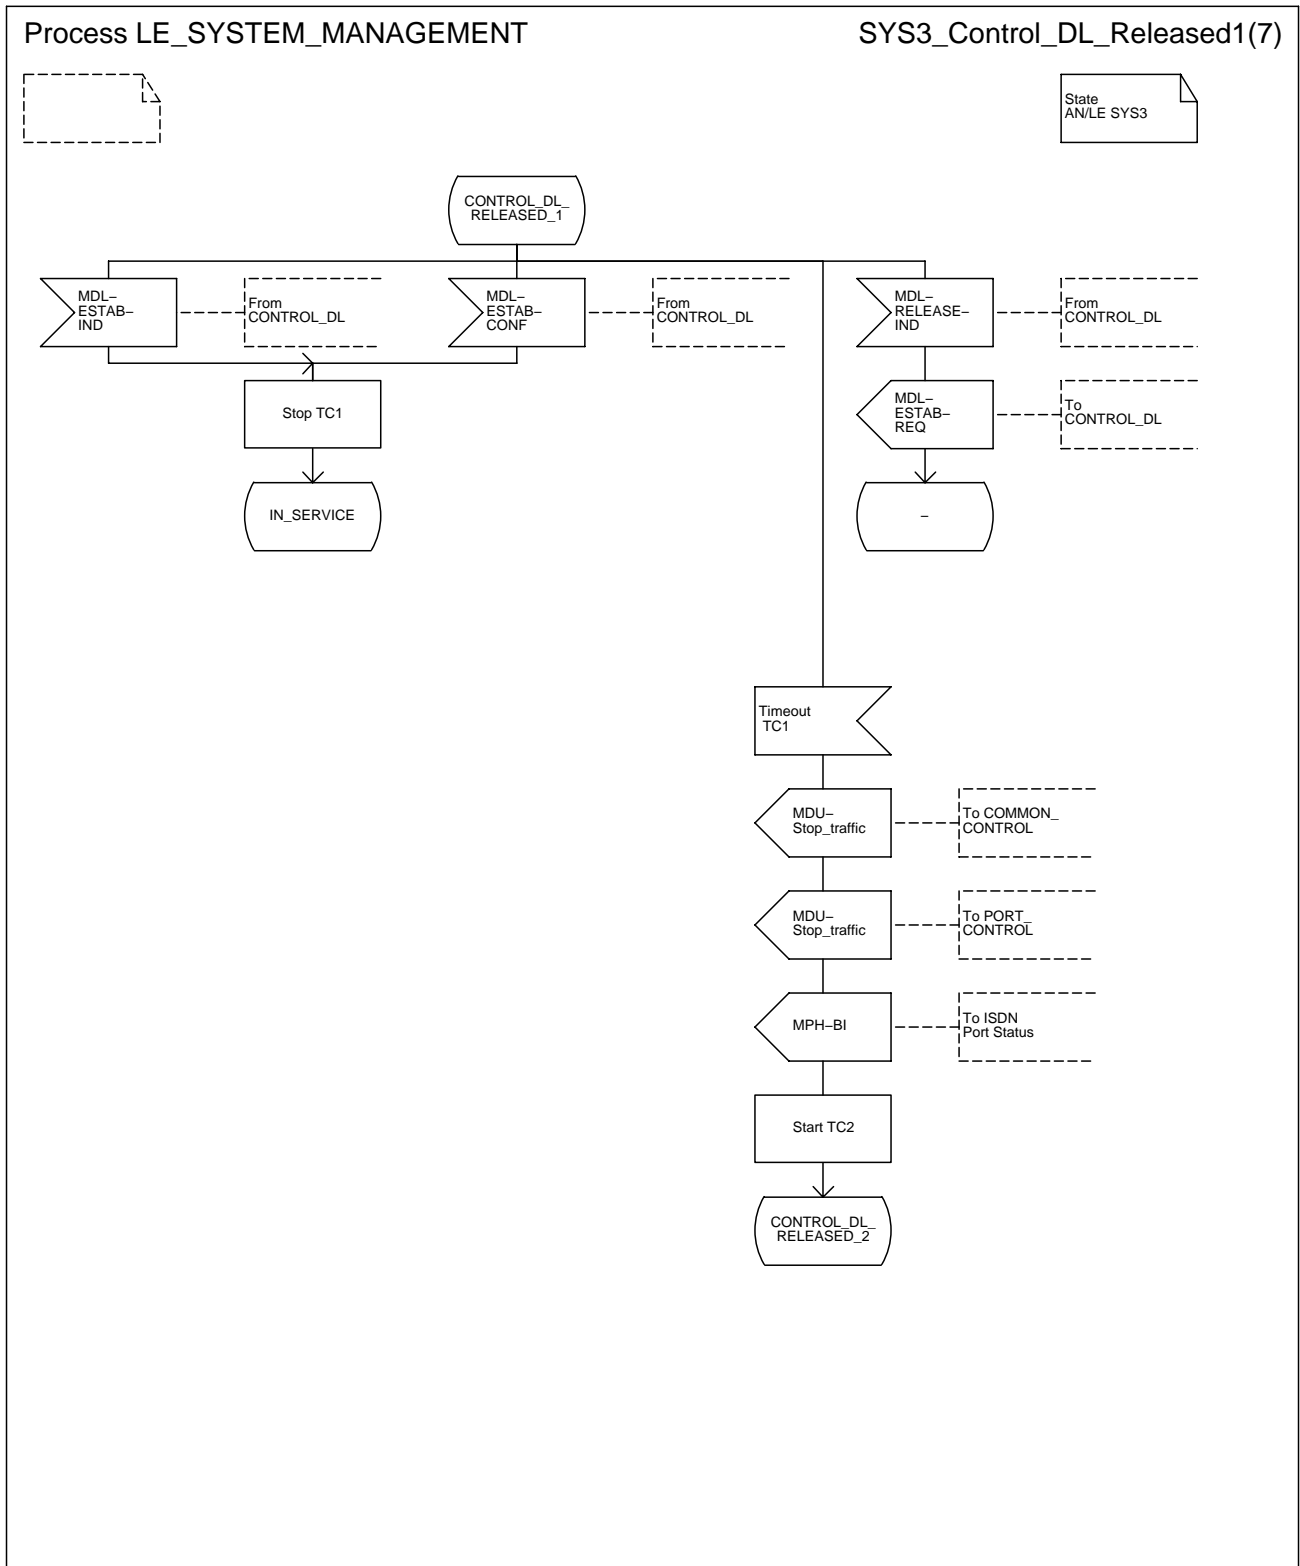 Process LE_SYSTEM_MANAGEMENT
SYS3_Control_DL_Released1(7)
State
AN/LE SYS3
CONTROL_DL_
RELEASED_1
MDL–
ESTAB–
IND
From
CONTROL_DL
MDL–
ESTAB–
CONF
From
CONTROL_DL
MDL–
RELEASE–
IND
From
CONTROL_DL
Stop TC1
MDL–
ESTAB–
REQ
To
CONTROL_DL
IN_SERVICE
–
Timeout
TC1
MDU–
Stop_traffic
To COMMON_
CONTROL
MDU–
Stop_traffic
To PORT_
CONTROL
MPH–BI
To ISDN
Port Status
Start TC2
CONTROL_DL_
RELEASED_2